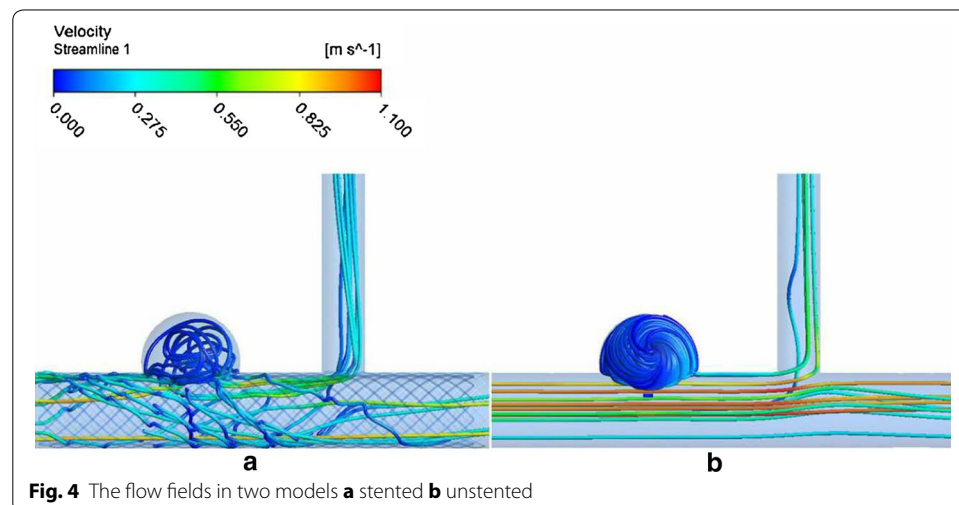 Velocity
Streamline 1 [m s^-1]
0.000 0.275 0.550 0.825 1.100
a b
Fig. 4 The flow fields in two models a stented b unstented